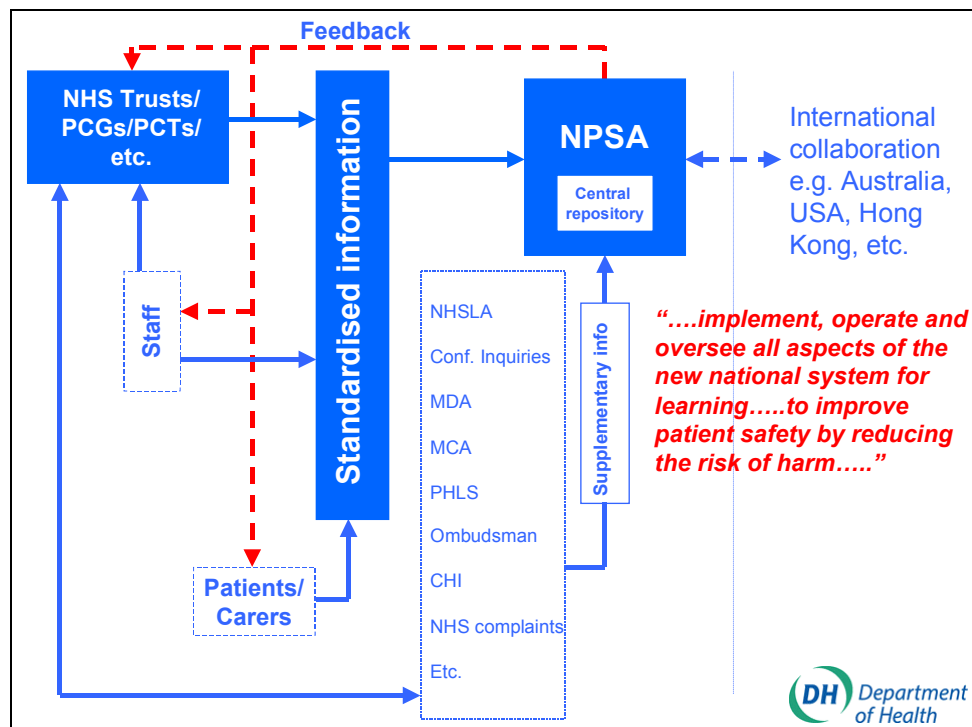 Feedback
NHS Trusts/
PCGs/PCTs/
etc.
Standardised information
NPSA
Central
repository
International
collaboration
e.g. Australia,
USA, Hong
Kong, etc.
Staff
NHSLA
Conf. Inquiries
MDA
MCA
PHLS
Ombudsman
CHI
NHS complaints
Etc.
Supplementary info
“….implement, operate and
oversee all aspects of the
new national system for
learning…..to improve
patient safety by reducing
the risk of harm…..”
Patients/
Carers
DH Department
of Health